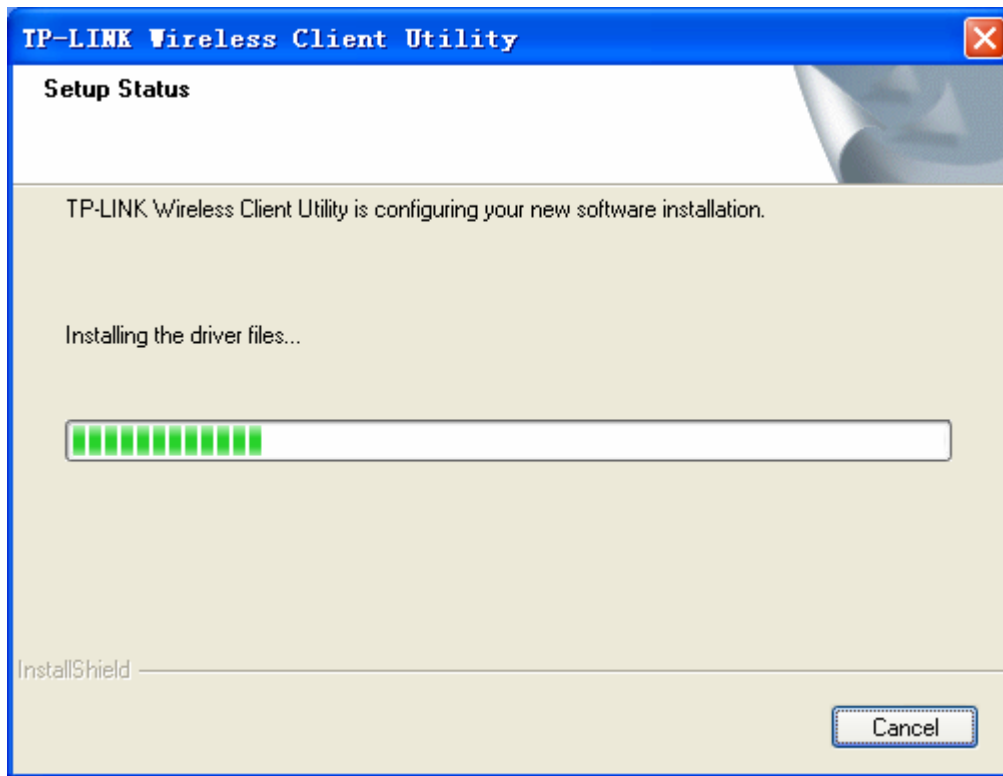 TP-LINK Wireless Client Utility
Setup Status
TP-LINK Wireless Client Utility is configuring your new software installation.
Installing the driver files...
InstallShield
Cancel